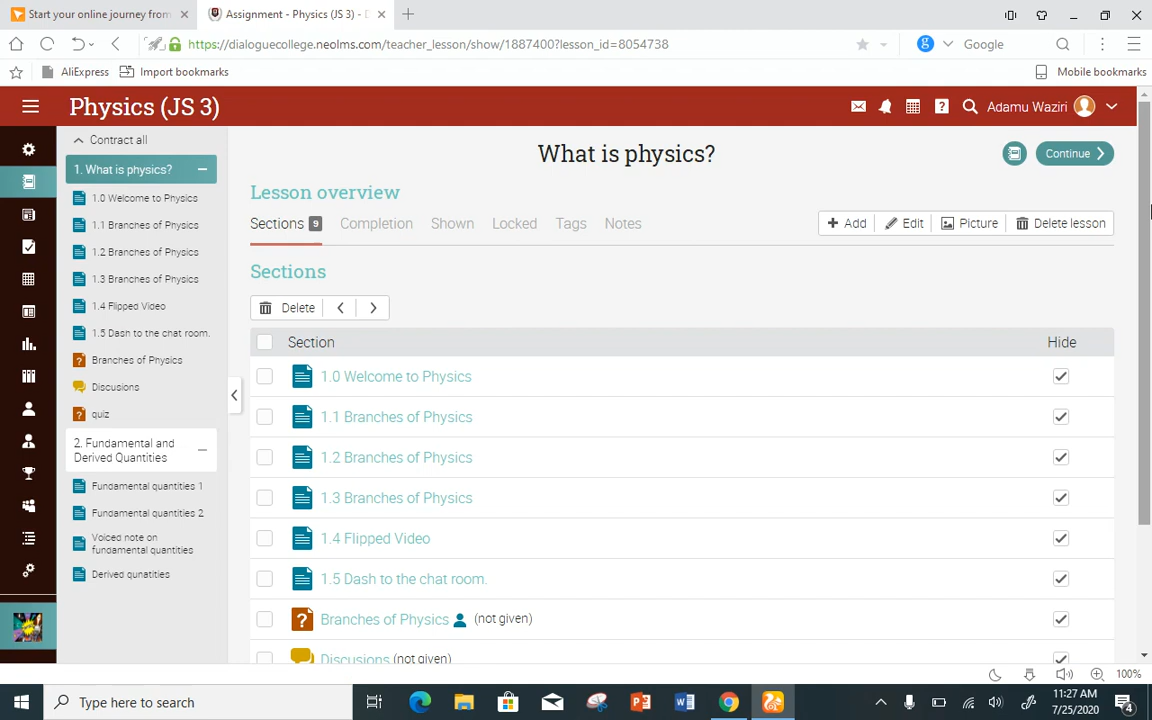 Start your online journey from
Assignment - Physics (JS 3) - D
https://dialoguecollege.neolms.com/teacher_lesson/show/1887400?lesson_id=8054738
g
Google
AliExpress
Import bookmarks
Mobile bookmarks
Physics (JS 3)
Adamu Waziri
Contract all
1. What is physics?
1.0 Welcome to Physics
1.1 Branches of Physics
1.2 Branches of Physics
1.3 Branches of Physics
1.4 Flipped Video
1.5 Dash to the chat room.
Branches of Physics
Discusions
quiz
2. Fundamental and
Derived Quantities
Fundamental quantities 1
Fundamental quantities 2
Voiced note on
fundamental quantities
Derived qunatities
What is physics?
Continue
Lesson overview
Sections 9 Completion Shown Locked Tags Notes
Add Edit Picture Delete lesson
Sections
Delete
Section Hide
1.0 Welcome to Physics
1.1 Branches of Physics
1.2 Branches of Physics
1.3 Branches of Physics
1.4 Flipped Video
1.5 Dash to the chat room.
Branches of Physics (not given)
Discusions (not given)
100%
Type here to search
11:27 AM
7/25/2020
4